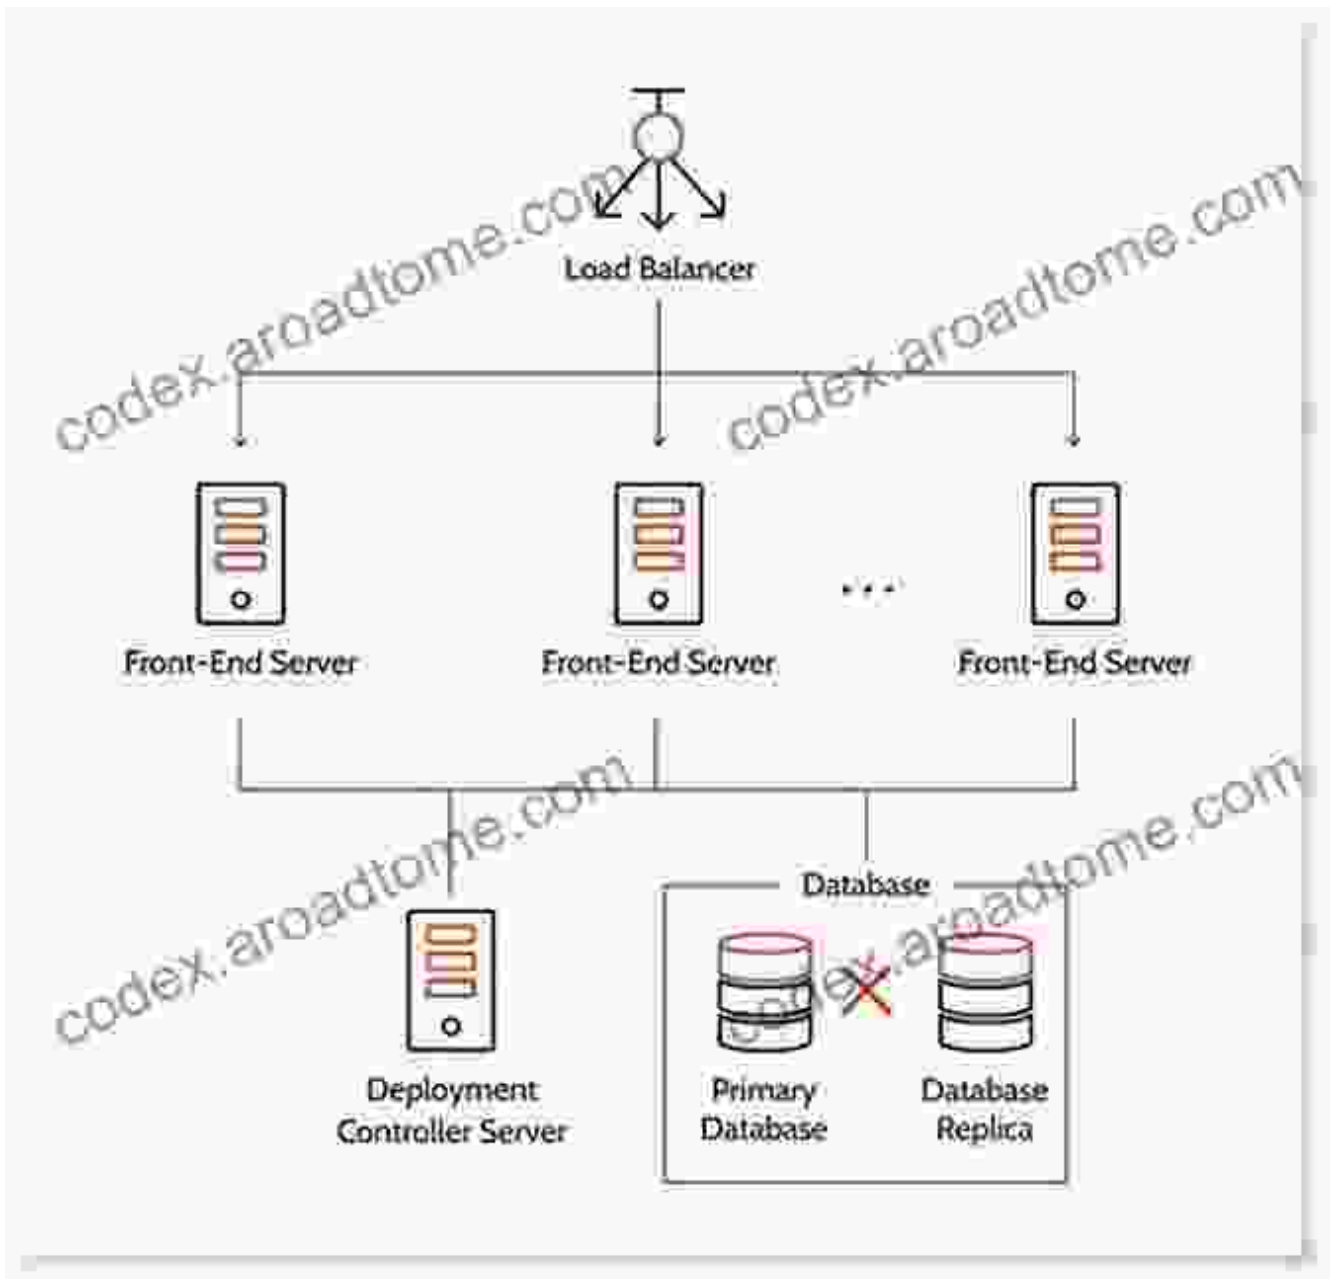 codex.aroadtome.com
codex.aroadtome.com
Load Balancer
Front-End Server
Front-End Server
...
Front-End Server
codex.aroadtome.com
codex.aroadtome.com
Database
Deployment
Controller Server
Primary
Database
Database
Replica